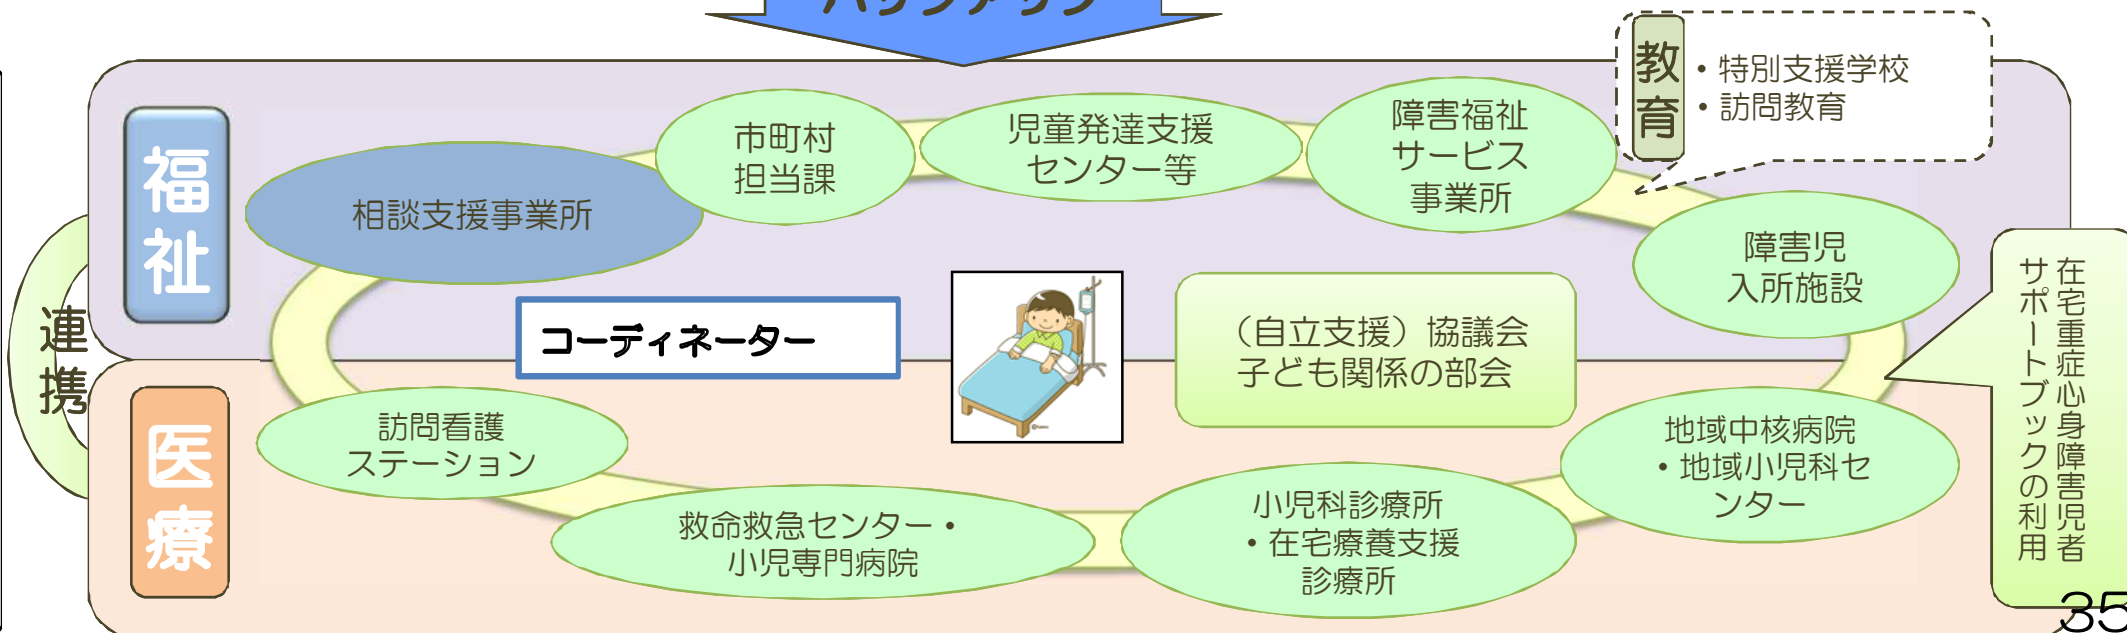 バックアップ
教育
・特別支援学校
・訪問教育
福祉
市町村
担当課
児童発達支援
センター等
障害福祉
サービス
事業所
相談支援事業所
障害児
入所施設
在宅重症心身障害児者
サポートブックの利用
連携
コーディネーター
（自立支援）協議会
子ども関係の部会
医療
訪問看護
ステーション
救命救急センター・
小児専門病院
小児科診療所
・在宅療養支援
診療所
地域中核病院
・地域小児科セ
ンター
35